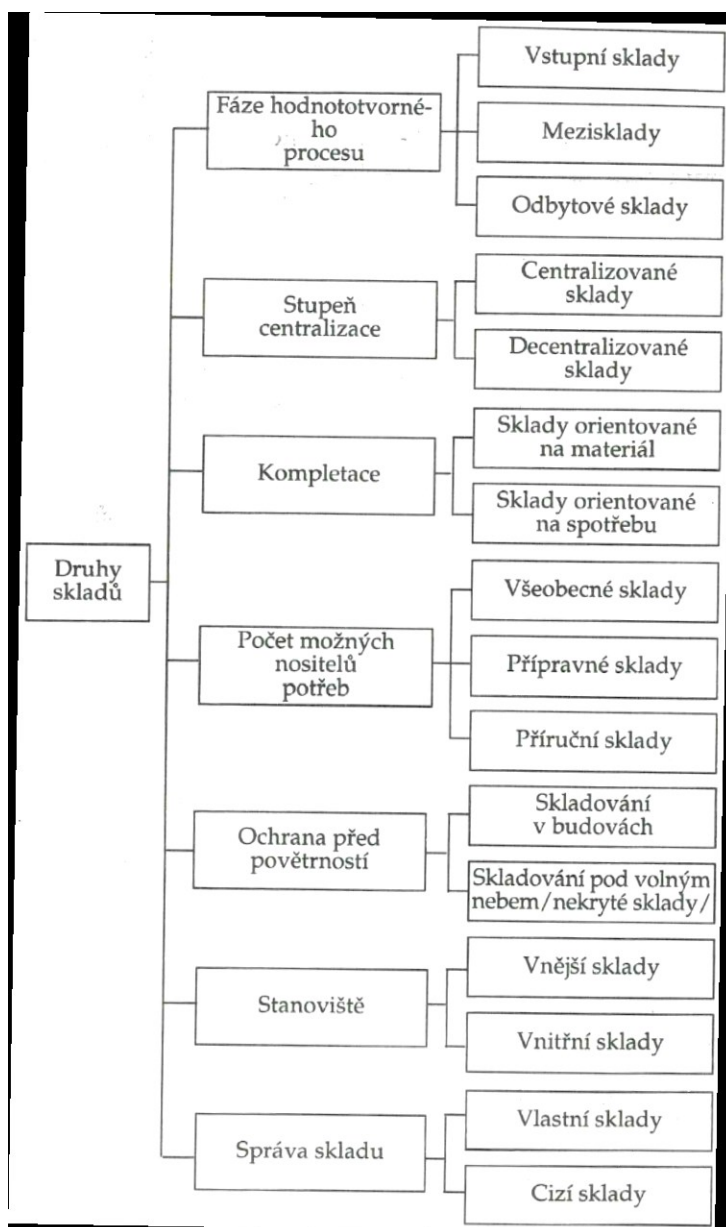 Druhy
skladů
Fáze hodnototvorné-
ho
procesu
Vstupní sklady
Mezisklady
Odbytové sklady
Stupeň
centralizace
Centralizované
sklady
Decentralizované
sklady
Kompletace
Sklady orientované
na materiál
Sklady orientované
na spotřebu
Počet možných
nositelů
potřeb
Všeobecné sklady
Přípravné sklady
Příruční sklady
Ochrana před
povětrností
Skladování
v budovách
Skladování pod volným
nebem/nekryté sklady/
Stanoviště
Vnější sklady
Vnitřní sklady
Správa skladu
Vlastní sklady
Cizí sklady